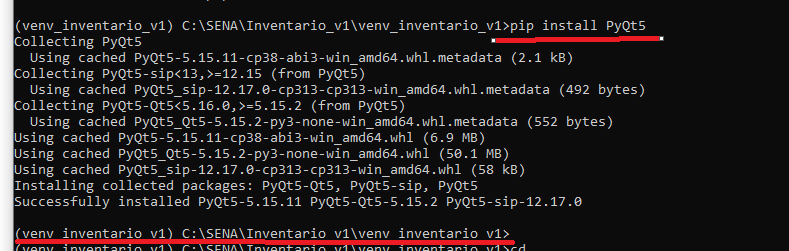 (venv_inventario_v1) C:\SENA\Inventario_v1\venv_inventario_v1>pip install PyQt5
Collecting PyQt5
  Using cached PyQt5-5.15.11-cp38-abi3-win_amd64.whl.metadata (2.1 kB)
Collecting PyQt5-sip<13,>=12.15 (from PyQt5)
  Using cached PyQt5_sip-12.17.0-cp313-cp313-win_amd64.whl.metadata (492 bytes)
Collecting PyQt5-Qt5<5.16.0,>=5.15.2 (from PyQt5)
  Using cached PyQt5_Qt5-5.15.2-py3-none-win_amd64.whl.metadata (552 bytes)
Using cached PyQt5-5.15.11-cp38-abi3-win_amd64.whl (6.9 MB)
Using cached PyQt5_Qt5-5.15.2-py3-none-win_amd64.whl (50.1 MB)
Using cached PyQt5_sip-12.17.0-cp313-cp313-win_amd64.whl (58 kB)
Installing collected packages: PyQt5-Qt5, PyQt5-sip, PyQt5
Successfully installed PyQt5-5.15.11 PyQt5-Qt5-5.15.2 PyQt5-sip-12.17.0
(venv_inventario_v1) C:\SENA\Inventario_v1\venv_inventario_v1>
(venv_inventario_v1) C:\SENA\Inventario_v1\venv_inventario_v1>cd